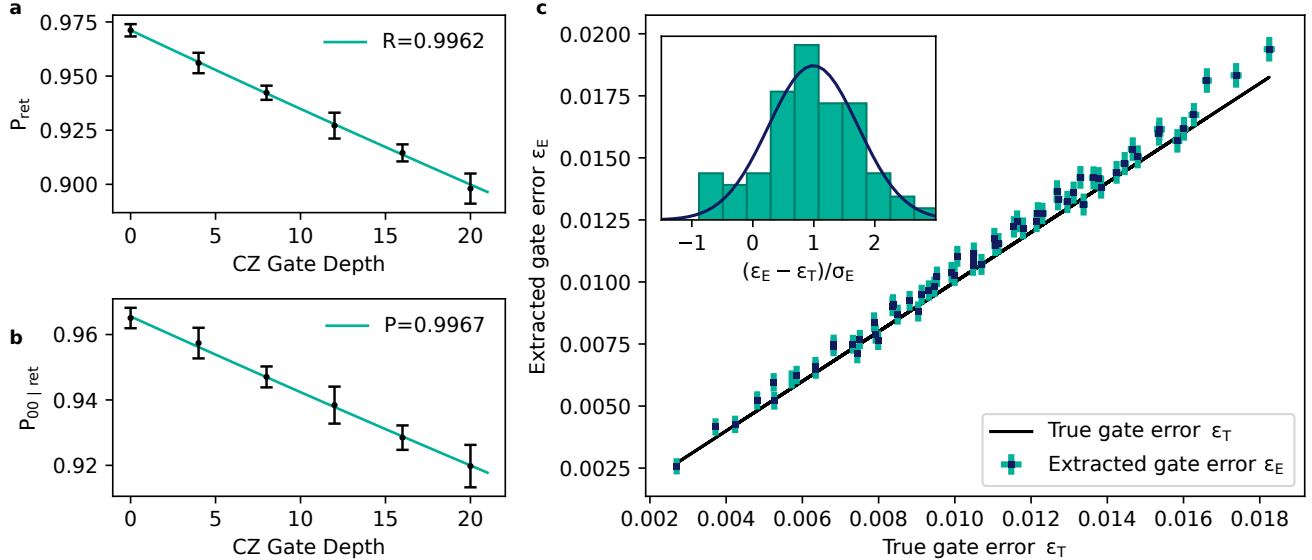 a
0.975
0.950
0.925
0.900
P_ret
R=0.9962
0 5 10 15 20
CZ Gate Depth
b
0.96
0.94
0.92
P_00 | ret
P=0.9967
0 5 10 15 20
CZ Gate Depth
c
0.0200
0.0175
0.0150
0.0125
0.0100
0.0075
0.0050
0.0025
Extracted gate error ε_E
−1 0 1 2
(ε_E − ε_T)/σ_E
True gate error ε_T
Extracted gate error ε_E
0.002 0.004 0.006 0.008 0.010 0.012 0.014 0.016 0.018
True gate error ε_T